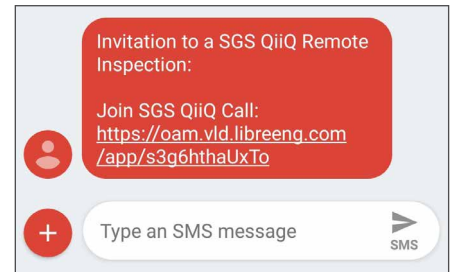 Invitation to a SGS QiiQ Remote
Inspection:
Join SGS QiiQ Call:
https://oam.vld.libreeng.com
/app/s3g6hthaUxTo
+
Type an SMS message
SMS